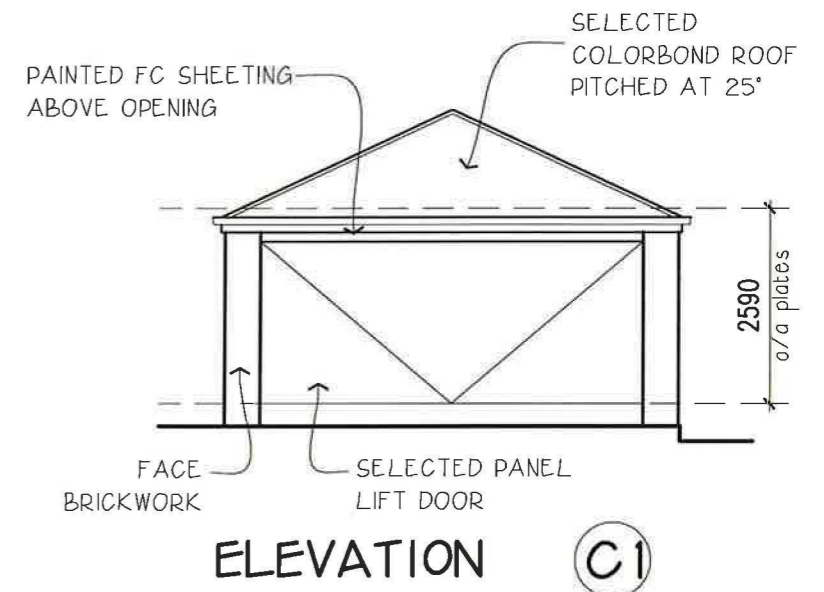 SELECTED
COLORBOND ROOF
PITCHED AT 25°
PAINTED FC SHEETING
ABOVE OPENING
2590
o/a plates
FACE
BRICKWORK
SELECTED PANEL
LIFT DOOR
ELEVATION
C1